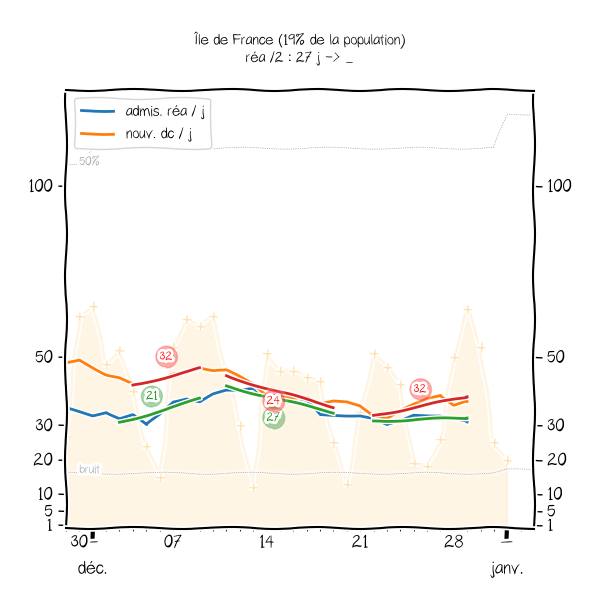 Île de France (19% de la population)
réa /2 : 27 j -> _
admis. réa / j
nouv. dc / j
50%
100
100
32
50
50
21
32
24
27
30
30
20
20
bruit
10
10
5
5
1
1
30 07 14 21 28
déc. janv.